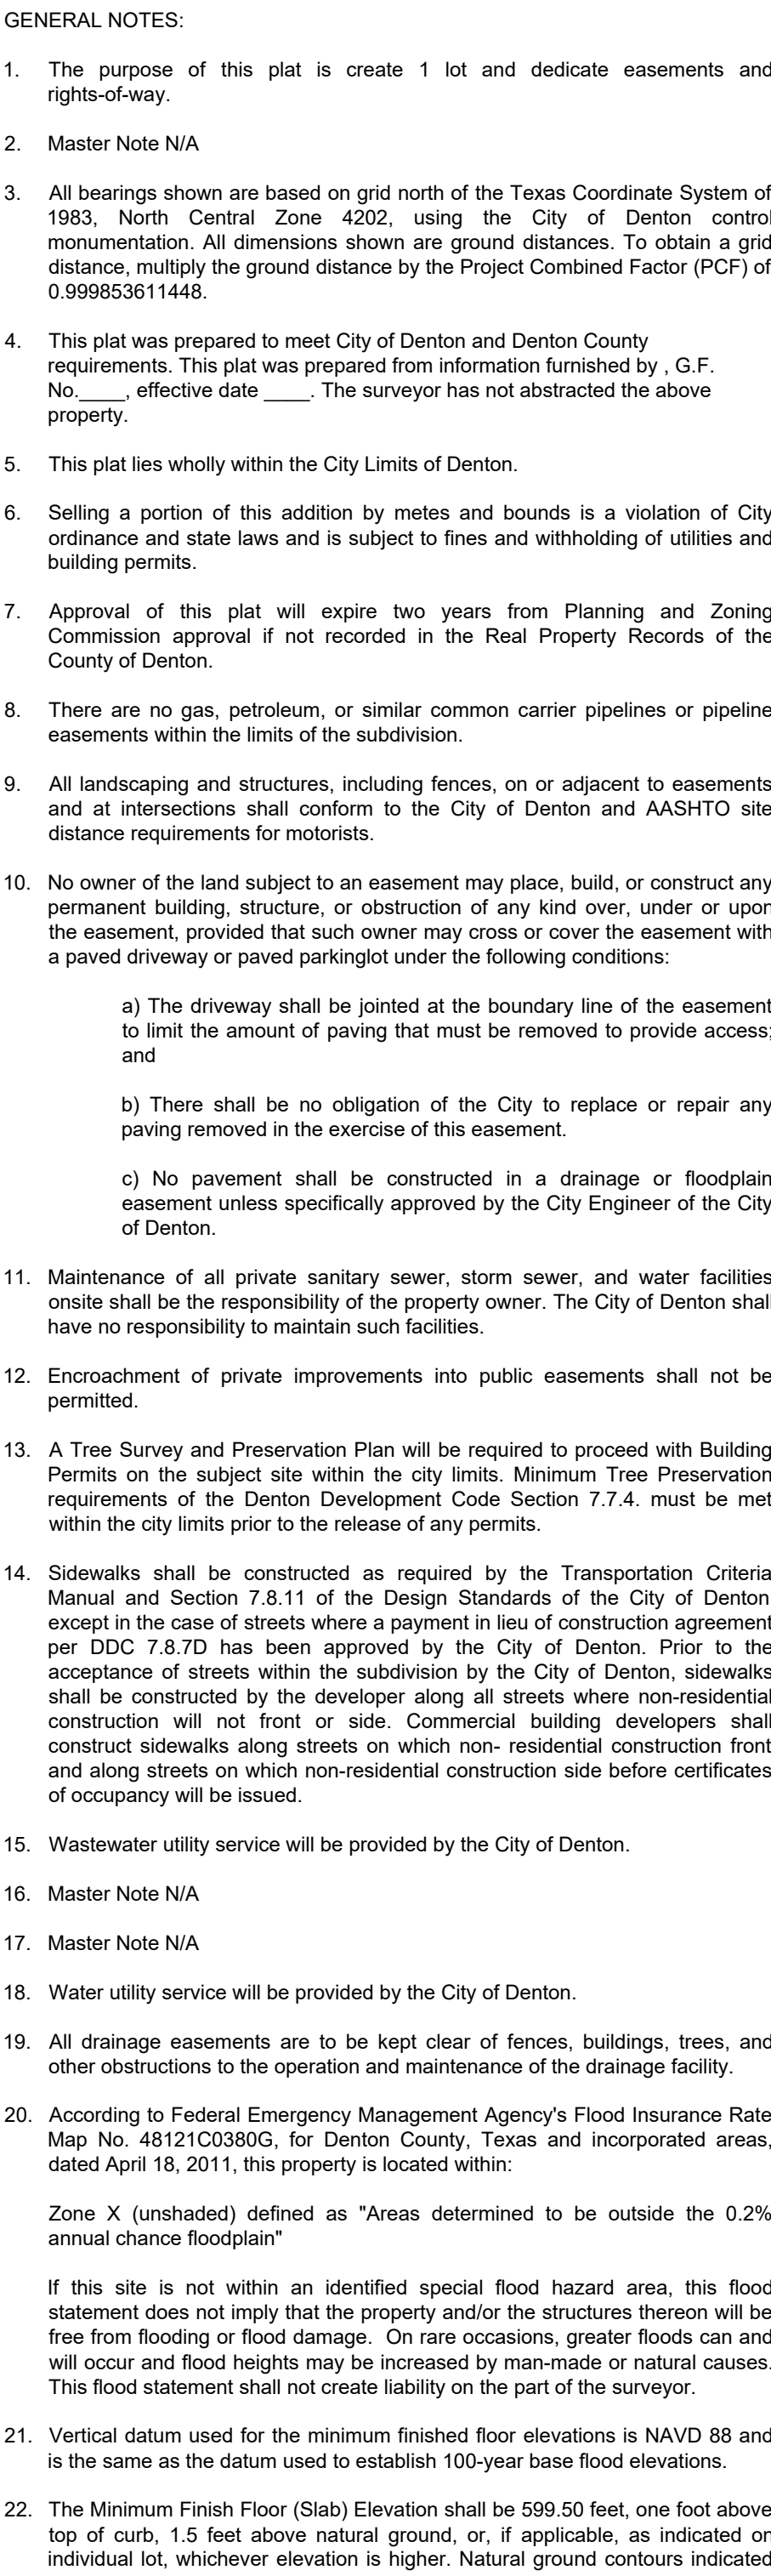 GENERAL NOTES:
1. The purpose of this plat is create 1 lot and dedicate easements and
rights-of-way.
2. Master Note N/A
3. All bearings shown are based on grid north of the Texas Coordinate System of
1983, North Central Zone 4202, using the City of Denton control
monumentation. All dimensions shown are ground distances. To obtain a grid
distance, multiply the ground distance by the Project Combined Factor (PCF) of
0.999853611448.
4. This plat was prepared to meet City of Denton and Denton County
requirements. This plat was prepared from information furnished by , G.F.
No.____, effective date ____. The surveyor has not abstracted the above
property.
5. This plat lies wholly within the City Limits of Denton.
6. Selling a portion of this addition by metes and bounds is a violation of City
ordinance and state laws and is subject to fines and withholding of utilities and
building permits.
7. Approval of this plat will expire two years from Planning and Zoning
Commission approval if not recorded in the Real Property Records of the
County of Denton.
8. There are no gas, petroleum, or similar common carrier pipelines or pipeline
easements within the limits of the subdivision.
9. All landscaping and structures, including fences, on or adjacent to easements
and at intersections shall conform to the City of Denton and AASHTO site
distance requirements for motorists.
10. No owner of the land subject to an easement may place, build, or construct any
permanent building, structure, or obstruction of any kind over, under or upon
the easement, provided that such owner may cross or cover the easement with
a paved driveway or paved parkinglot under the following conditions:
a) The driveway shall be jointed at the boundary line of the easement
to limit the amount of paving that must be removed to provide access;
and
b) There shall be no obligation of the City to replace or repair any
paving removed in the exercise of this easement.
c) No pavement shall be constructed in a drainage or floodplain
easement unless specifically approved by the City Engineer of the City
of Denton.
11. Maintenance of all private sanitary sewer, storm sewer, and water facilities
onsite shall be the responsibility of the property owner. The City of Denton shall
have no responsibility to maintain such facilities.
12. Encroachment of private improvements into public easements shall not be
permitted.
13. A Tree Survey and Preservation Plan will be required to proceed with Building
Permits on the subject site within the city limits. Minimum Tree Preservation
requirements of the Denton Development Code Section 7.7.4. must be met
within the city limits prior to the release of any permits.
14. Sidewalks shall be constructed as required by the Transportation Criteria
Manual and Section 7.8.11 of the Design Standards of the City of Denton
except in the case of streets where a payment in lieu of construction agreement
per DDC 7.8.7D has been approved by the City of Denton. Prior to the
acceptance of streets within the subdivision by the City of Denton, sidewalks
shall be constructed by the developer along all streets where non-residential
construction will not front or side. Commercial building developers shall
construct sidewalks along streets on which non- residential construction front
and along streets on which non-residential construction side before certificates
of occupancy will be issued.
15. Wastewater utility service will be provided by the City of Denton.
16. Master Note N/A
17. Master Note N/A
18. Water utility service will be provided by the City of Denton.
19. All drainage easements are to be kept clear of fences, buildings, trees, and
other obstructions to the operation and maintenance of the drainage facility.
20. According to Federal Emergency Management Agency's Flood Insurance Rate
Map No. 48121C0380G, for Denton County, Texas and incorporated areas,
dated April 18, 2011, this property is located within:
Zone X (unshaded) defined as "Areas determined to be outside the 0.2%
annual chance floodplain"
If this site is not within an identified special flood hazard area, this flood
statement does not imply that the property and/or the structures thereon will be
free from flooding or flood damage. On rare occasions, greater floods can and
will occur and flood heights may be increased by man-made or natural causes.
This flood statement shall not create liability on the part of the surveyor.
21. Vertical datum used for the minimum finished floor elevations is NAVD 88 and
is the same as the datum used to establish 100-year base flood elevations.
22. The Minimum Finish Floor (Slab) Elevation shall be 599.50 feet, one foot above
top of curb, 1.5 feet above natural ground, or, if applicable, as indicated on
individual lot, whichever elevation is higher. Natural ground contours indicated